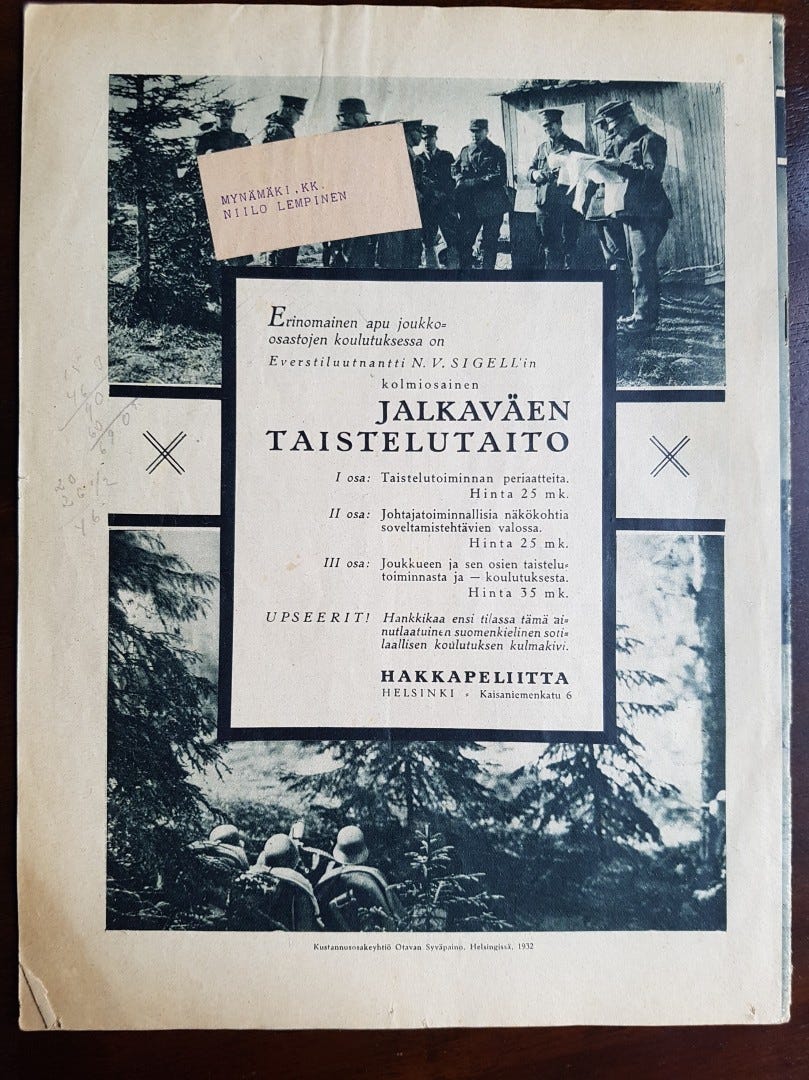 MYNÄMÄKI,KK.
NIILO LEMPINEN
Erinomainen apu joukko=
osastojen koulutuksessa on
Everstiluutnantti N. V. SIGELL'in
kolmiosainen
JALKAVÄEN
TAISTELUTAITO
I osa: Taistelutoiminnan periaatteita.
Hinta 25 mk.
II osa: Johtajatoiminnallisia näkökohtia
soveltamistehtävien valossa.
Hinta 25 mk.
III osa: Joukkueen ja sen osien taistelu=
toiminnasta ja — koulutuksesta.
Hinta 35 mk.
UPSEERIT! Hankkikaa ensi tilassa tämä ai=
nutlaatuinen suomenkielinen soti=
laallisen koulutuksen kulmakivi.
HAKKAPELIITTA
HELSINKI • Kaisaniemenkatu 6
Kustannusosakeyhtiö Otavan Syväpaino, Helsingissä, 1932